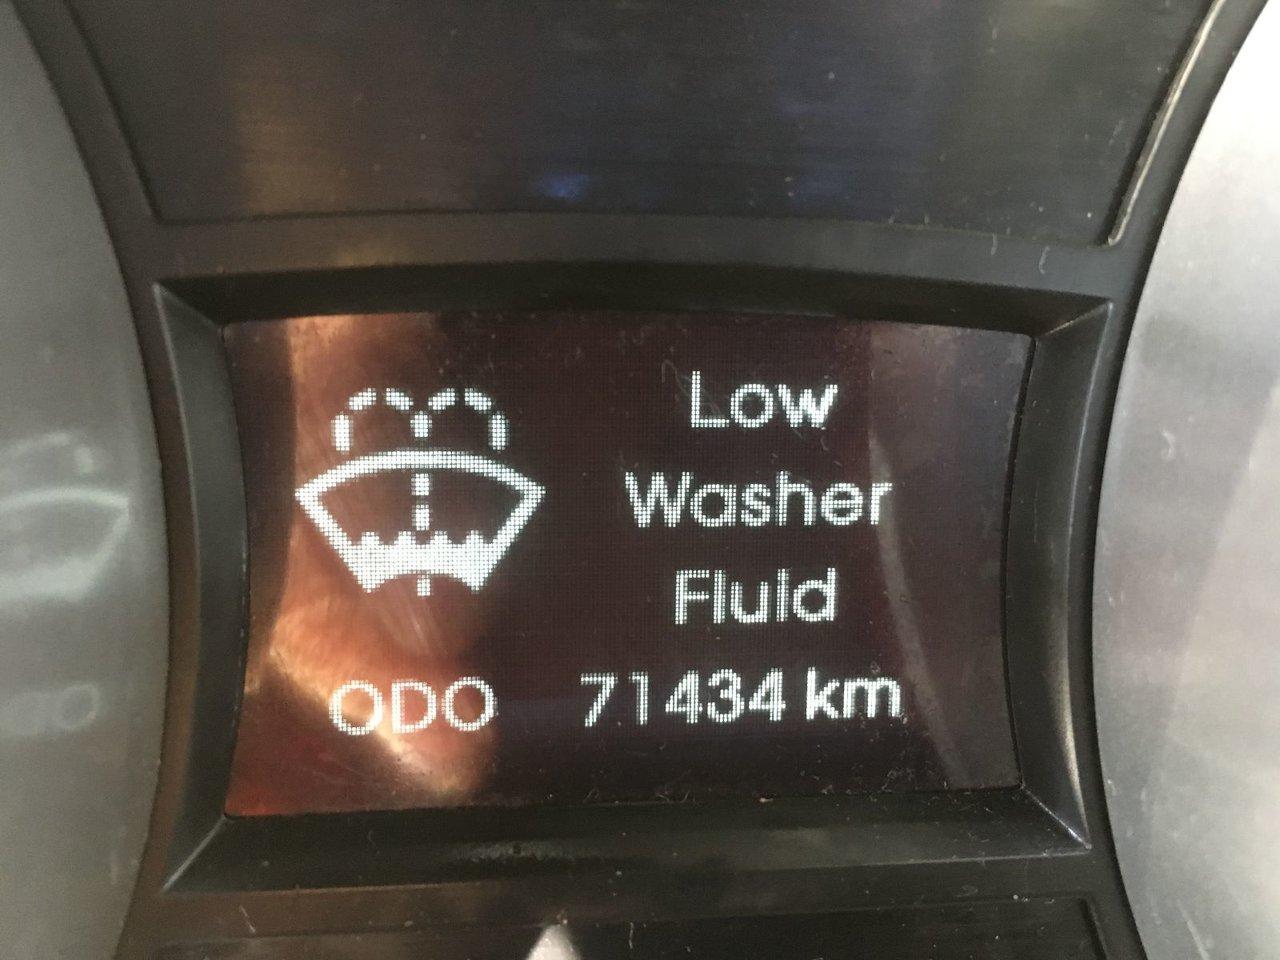 Low
Washer
Fluid
ODO 71434 km